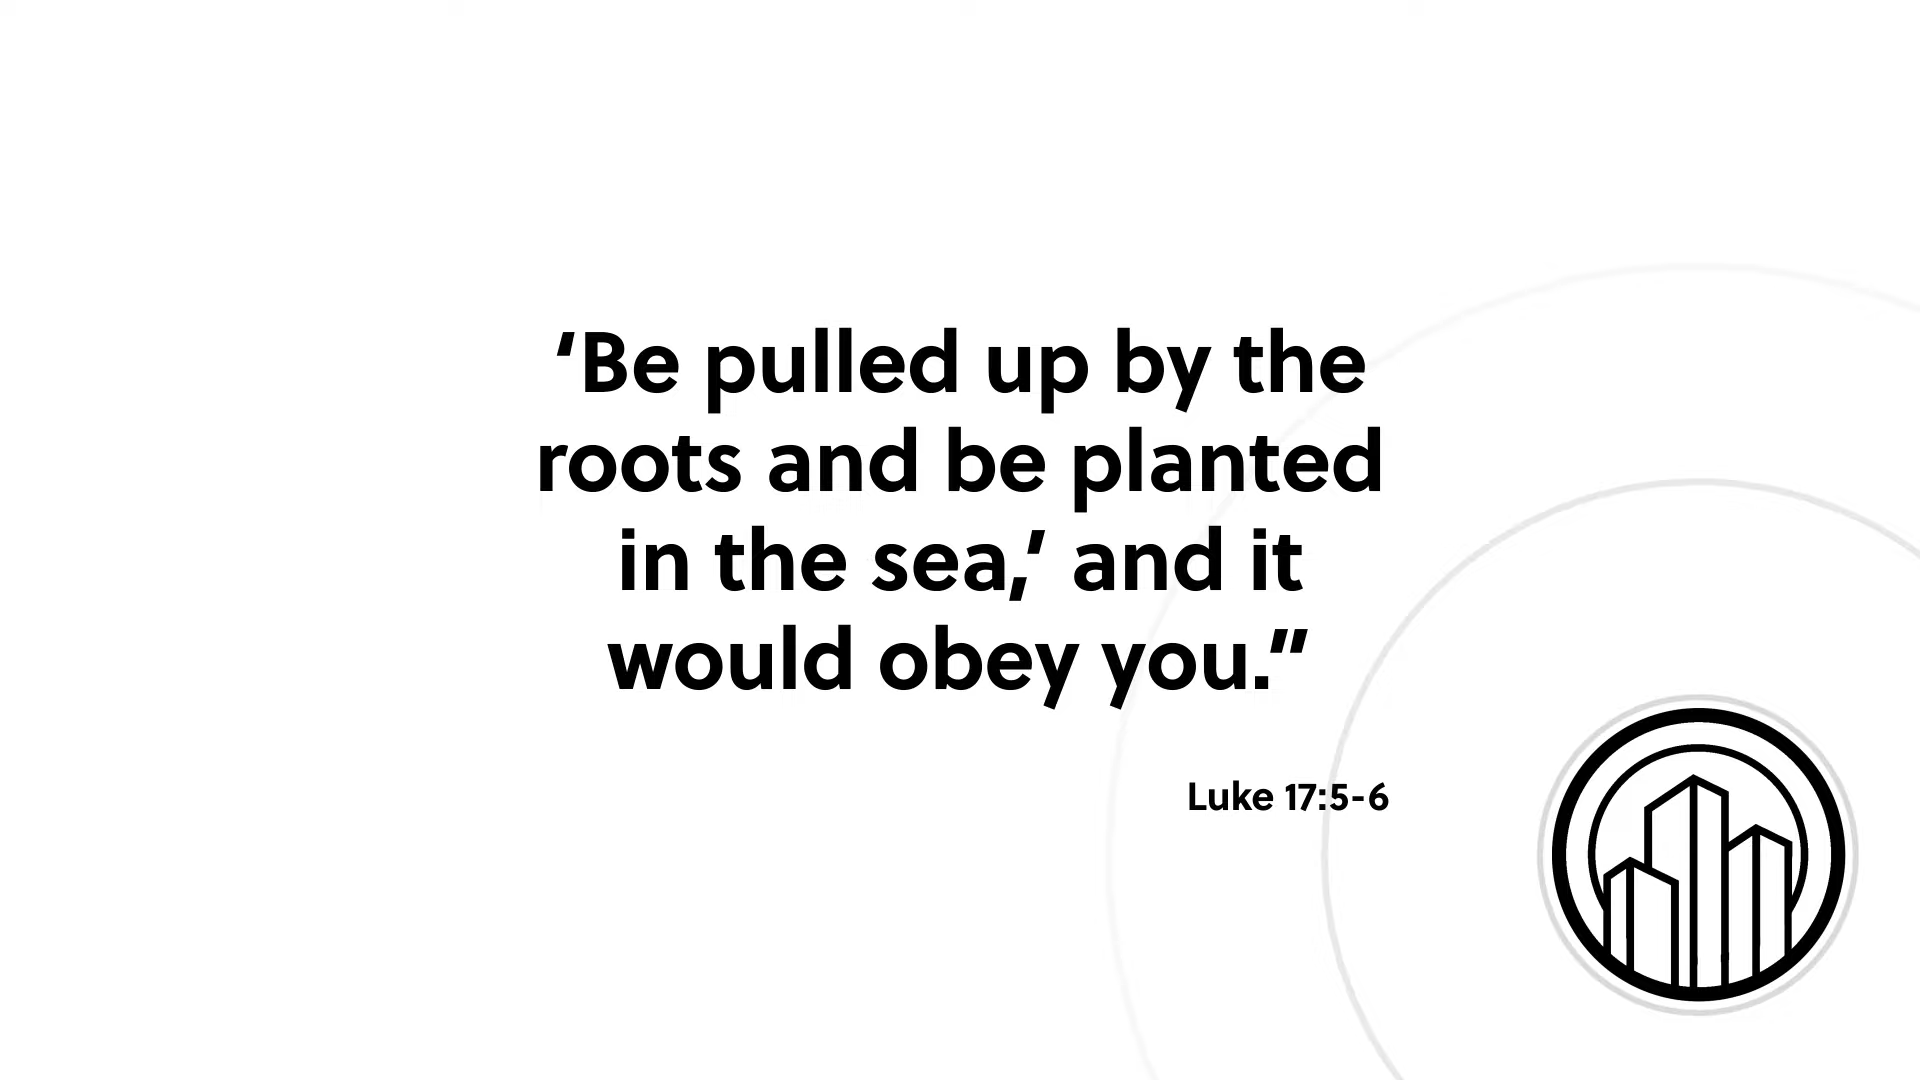 ‘Be pulled up by the
roots and be planted
in the sea,’ and it
would obey you.”
Luke 17:5-6